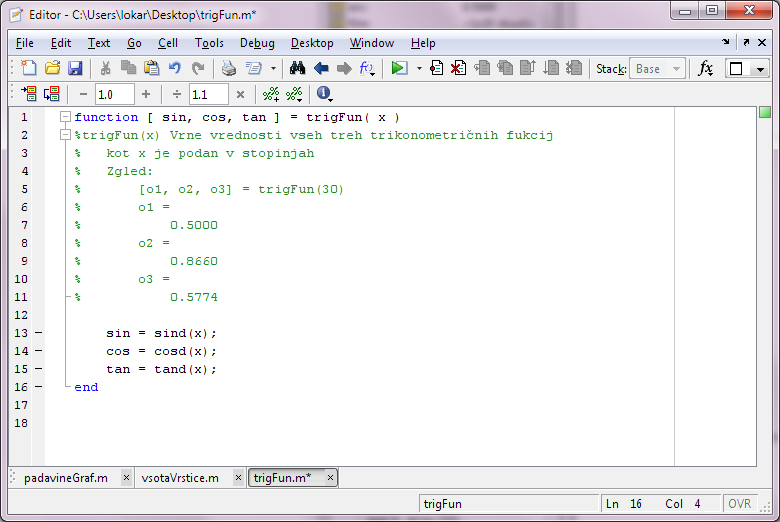 Editor - C:\Users\lokar\Desktop\trigFun.m*
File Edit Text Go Cell Tools Debug Desktop Window Help
Stack: Base fx
1.0 1.1
1 function [ sin, cos, tan ] = trigFun( x )
2 %trigFun(x) Vrne vrednosti vseh treh trikonometričnih fukcij
3 % kot x je podan v stopinjah
4 % Zgled:
5 % [o1, o2, o3] = trigFun(30)
6 % o1 =
7 % 0.5000
8 % o2 =
9 % 0.8660
10 % o3 =
11 % 0.5774
12
13 sin = sind(x);
14 cos = cosd(x);
15 tan = tand(x);
16 end
17
18
padavineGraf.m vsotaVrstice.m trigFun.m*
trigFun Ln 16 Col 4 OVR